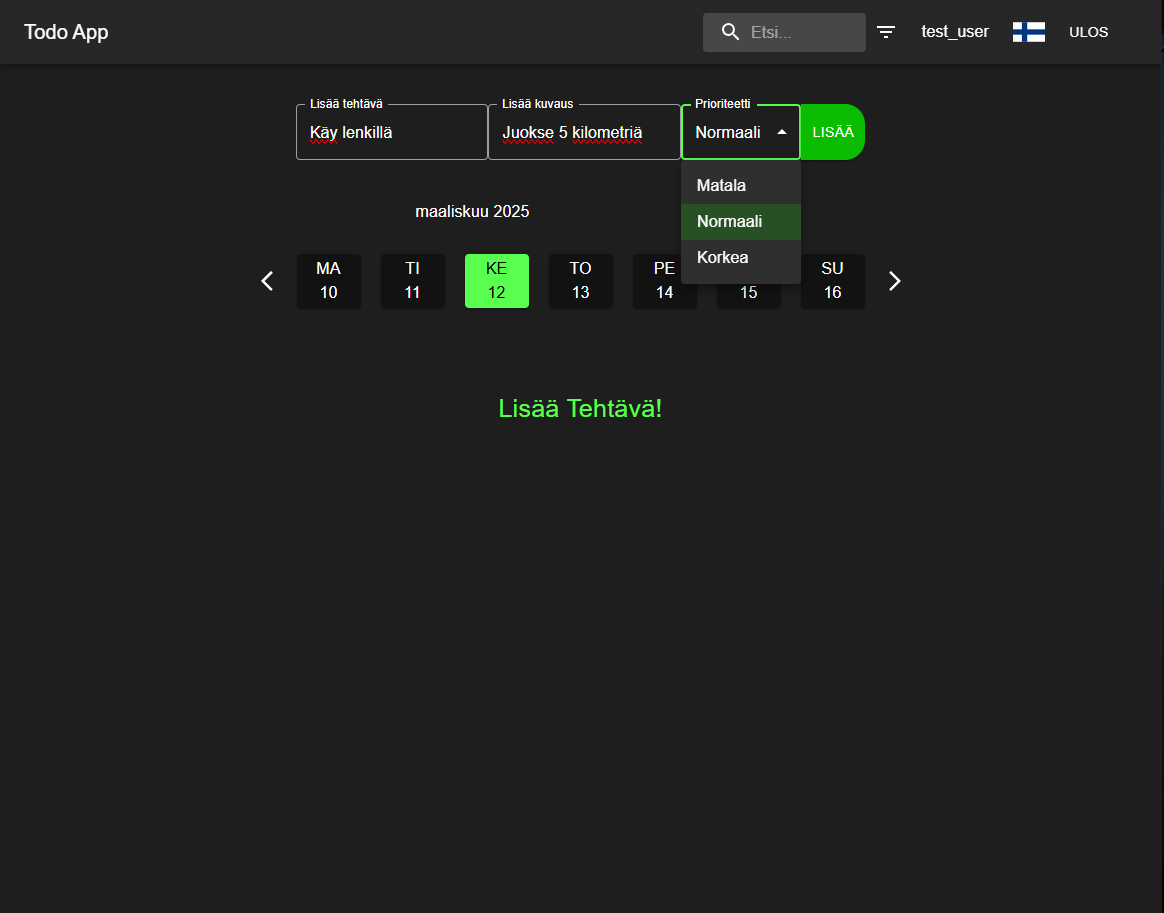 Todo App
Etsi...
test_user
ULOS
Lisää tehtävä
Lisää kuvaus
Prioriteetti
Käy lenkillä
Juokse 5 kilometriä
Normaali
LISÄÄ
Matala
Normaali
Korkea
maaliskuu 2025
MA
10
TI
11
KE
12
TO
13
PE
14
15
SU
16
Lisää Tehtävä!